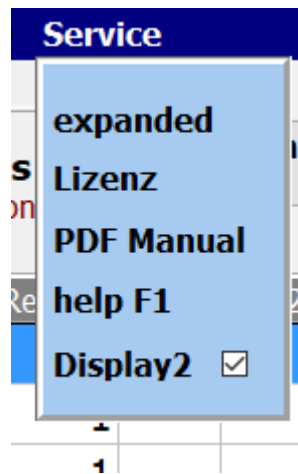 Service
expanded
Lizenz
PDF Manual
help F1
Display2
1
1